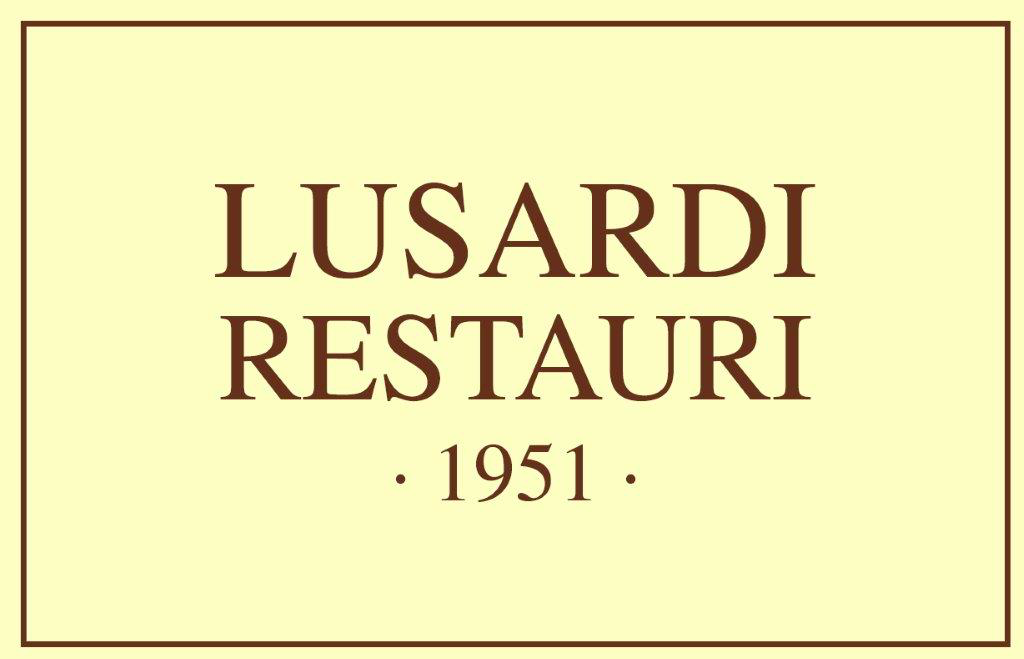 LUSARDI
RESTAURI
· 1951 ·